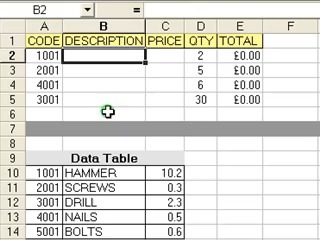 B2 =
A B C D E F
1 CODE DESCRIPTION PRICE QTY TOTAL
2 1001 2 £0.00
3 2001 5 £0.00
4 4001 6 £0.00
5 3001 30 £0.00
6
7
8
9 Data Table
10 1001 HAMMER 10.2
11 2001 SCREWS 0.3
12 3001 DRILL 2.3
13 4001 NAILS 0.5
14 5001 BOLTS 0.6